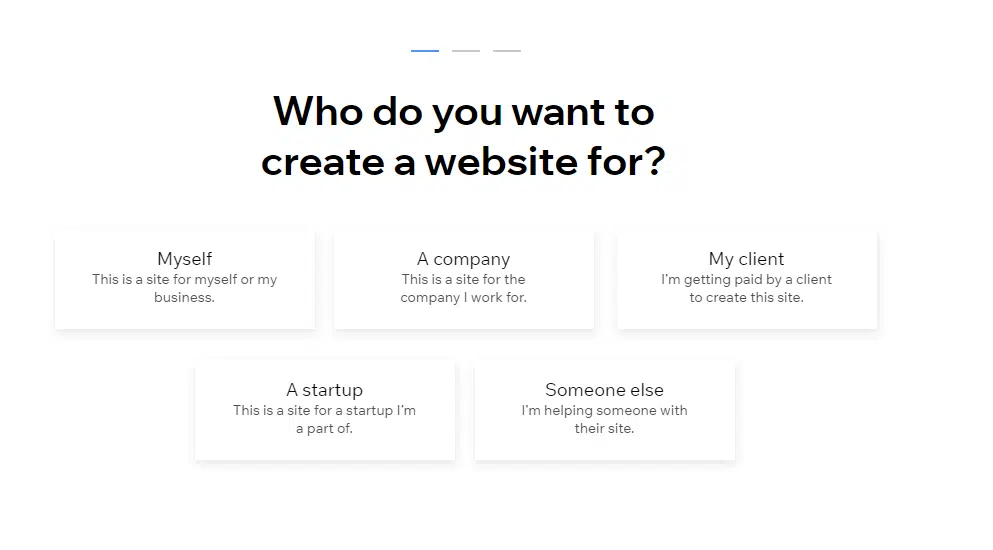 Who do you want to
create a website for?
Myself
This is a site for myself or my
business.
A company
This is a site for the
company I work for.
My client
I'm getting paid by a client
to create this site.
A startup
This is a site for a startup I'm
a part of.
Someone else
I'm helping someone with
their site.